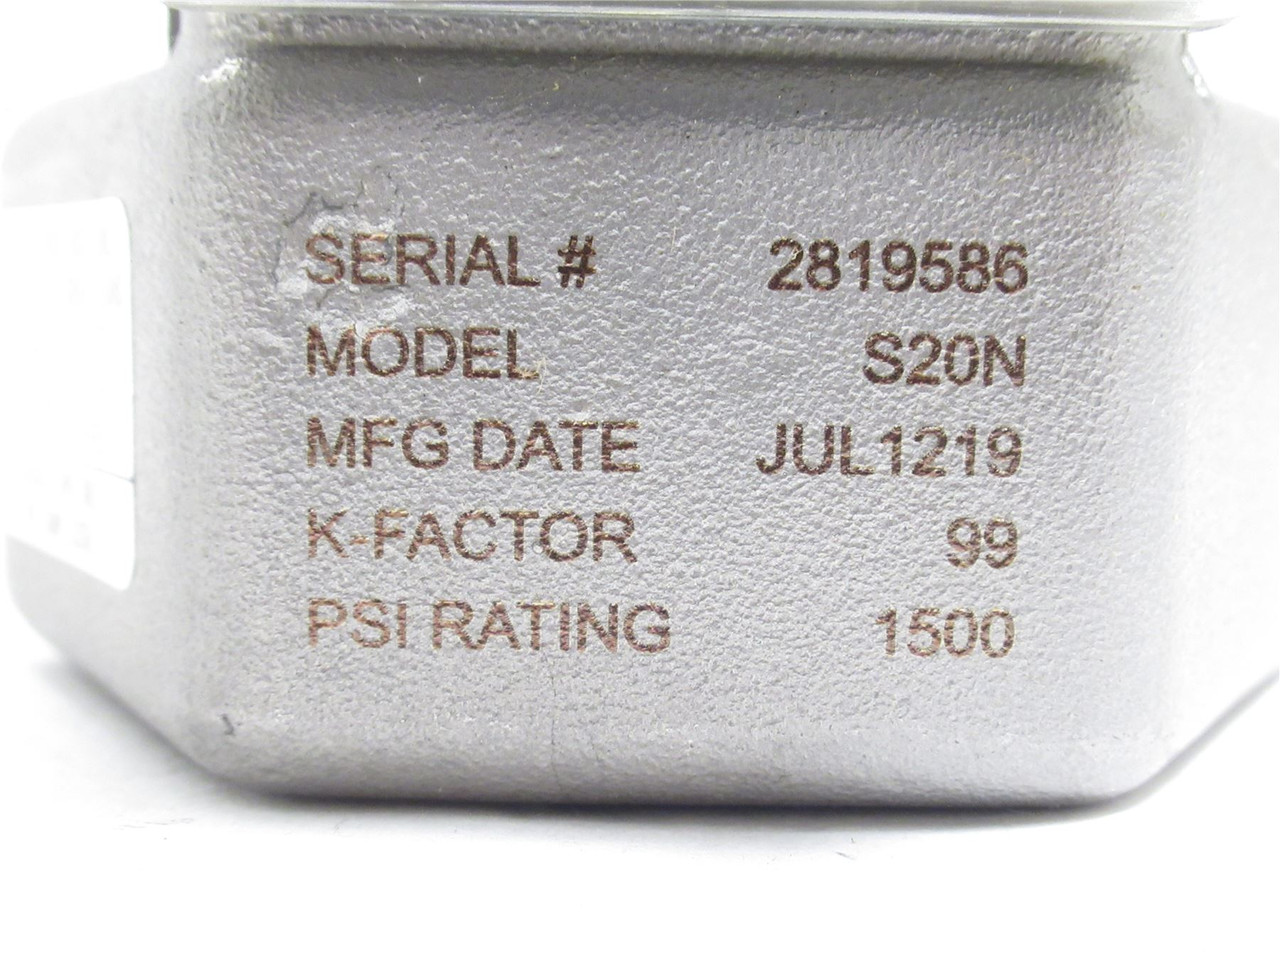 SERIAL # 2819586
MODEL S20N
MFG DATE JUL1219
K-FACTOR 99
PSI RATING 1500